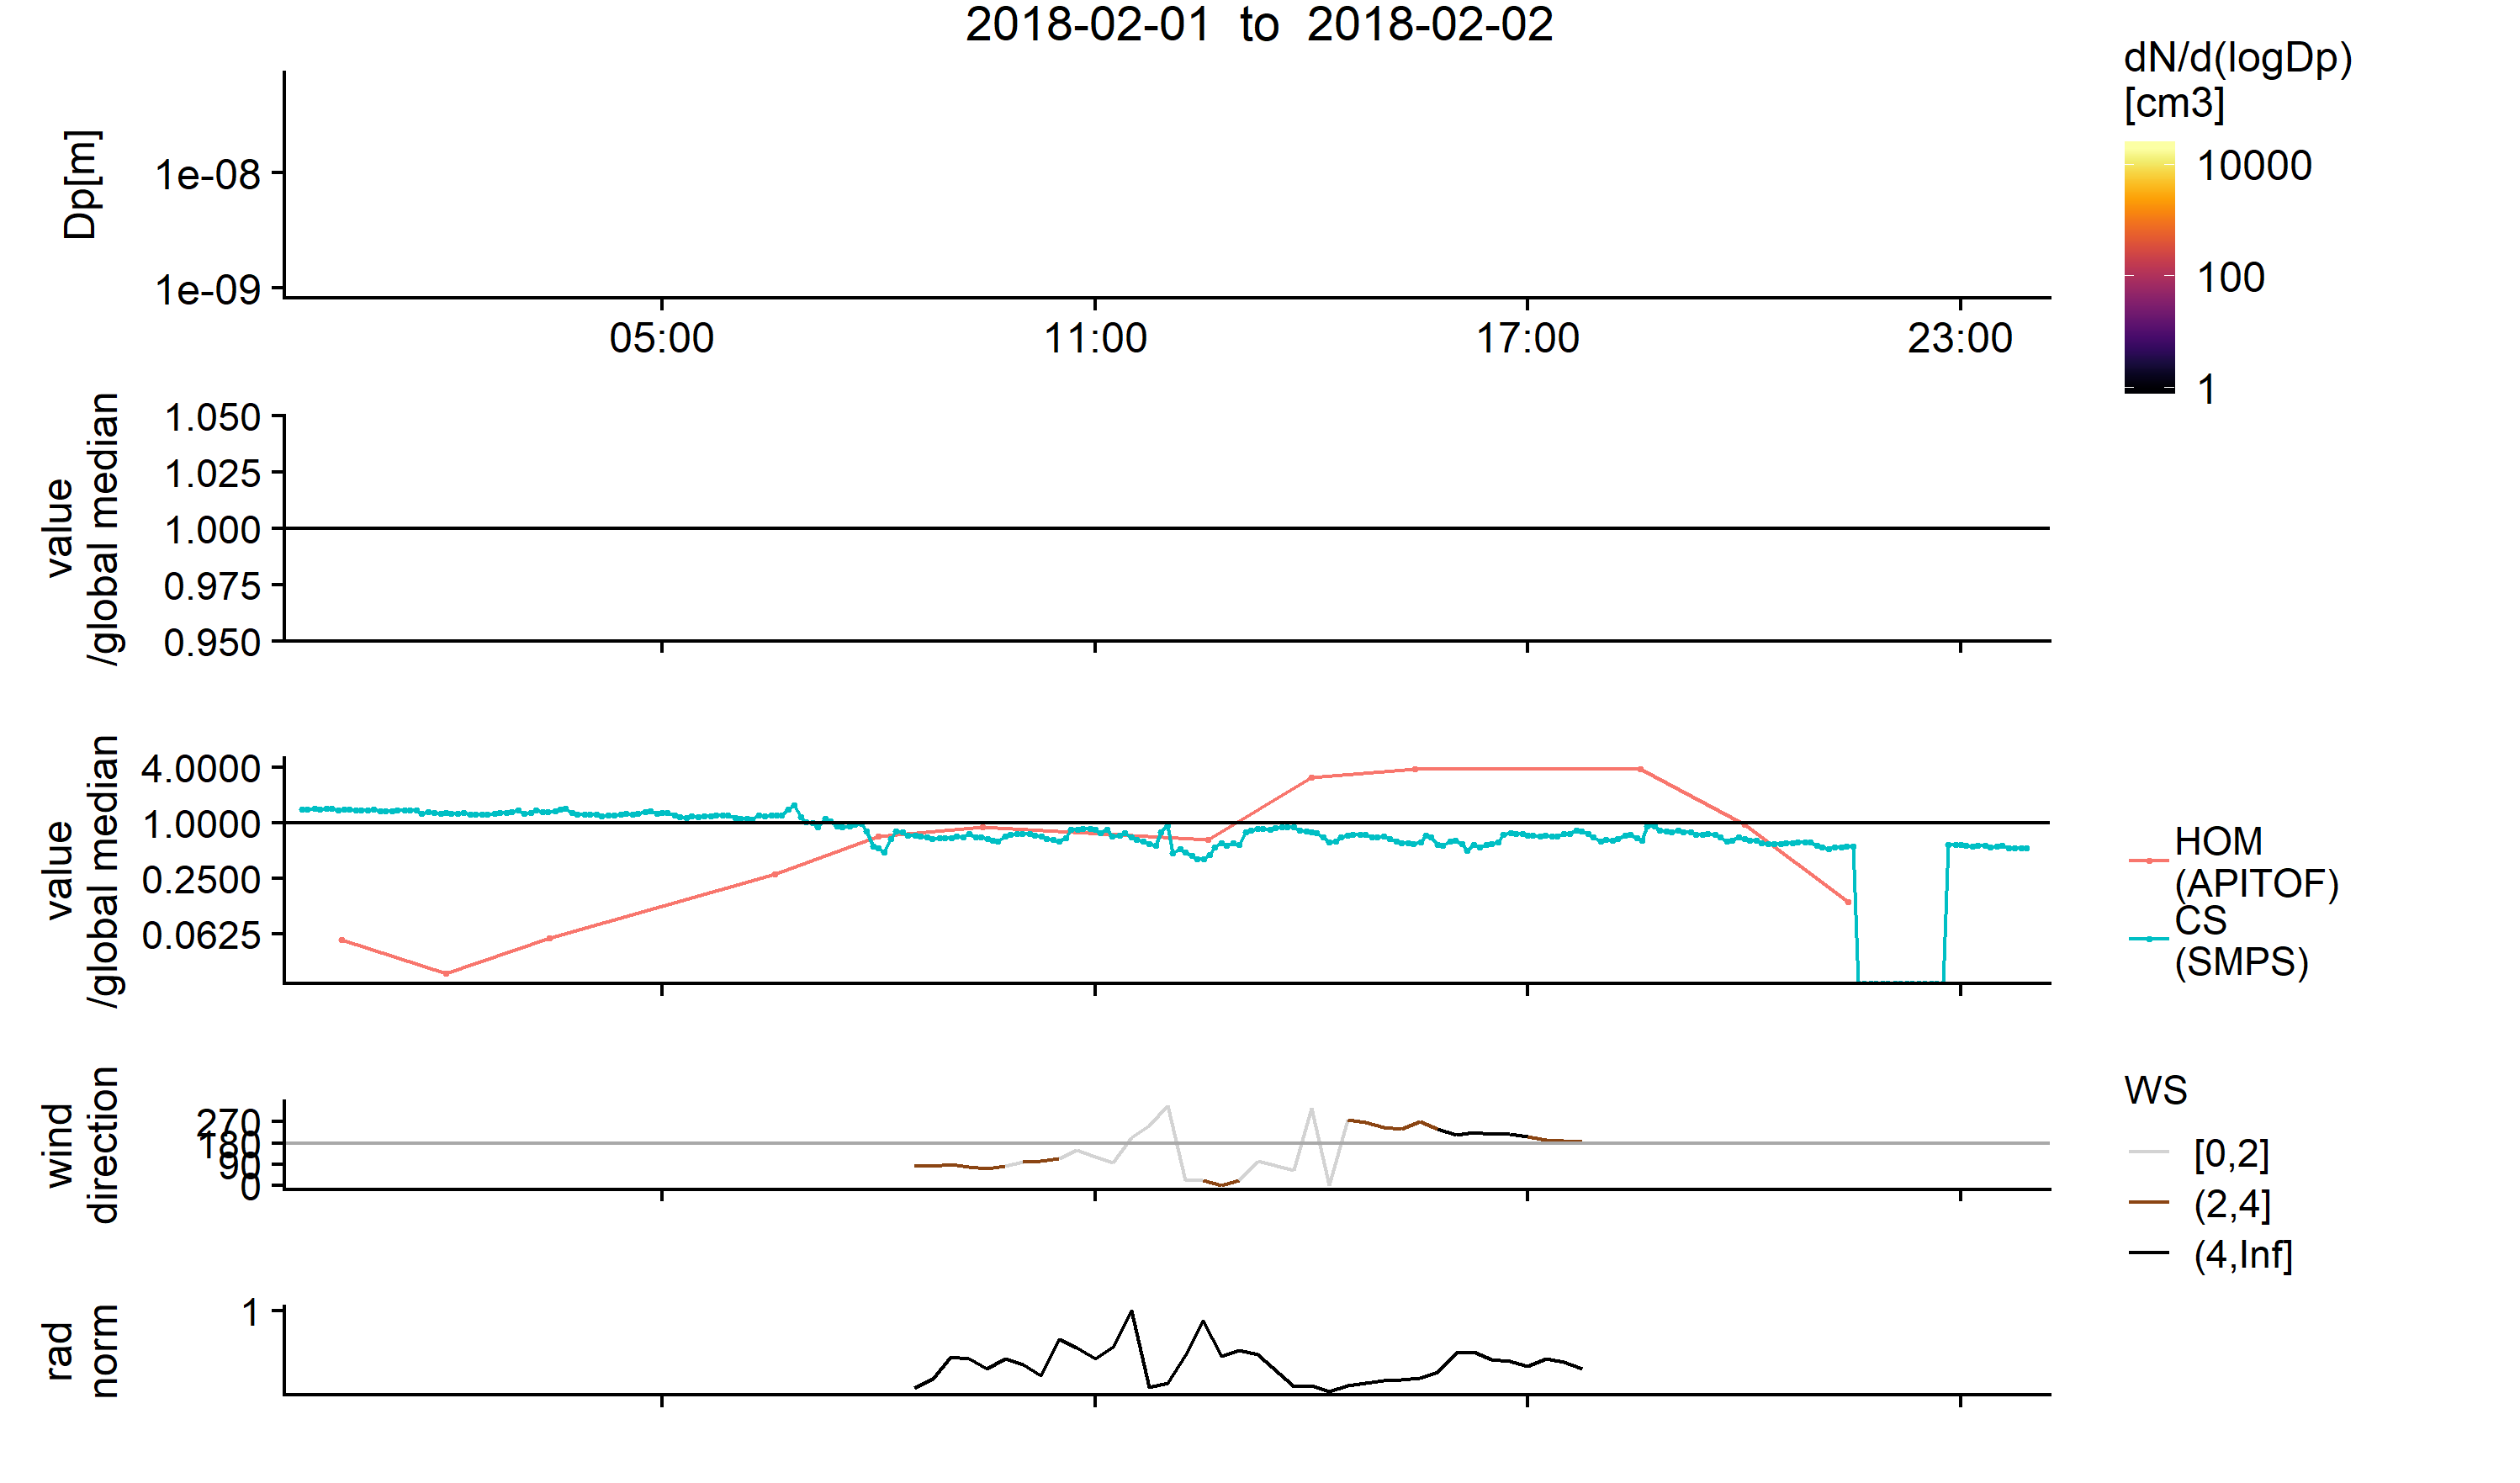 2018-02-01 to 2018-02-02
Dp[m]
1e-08
1e-09
05:00
11:00
17:00
23:00
dN/d(logDp)
[cm3]
10000
100
1
value
/global median
1.050
1.025
1.000
0.975
0.950
value
/global median
4.0000
1.0000
0.2500
0.0625
HOM
(APITOF)
CS
(SMPS)
wind
direction
270
180
90
0
WS
[0,2]
(2,4]
(4,Inf]
rad
norm
1